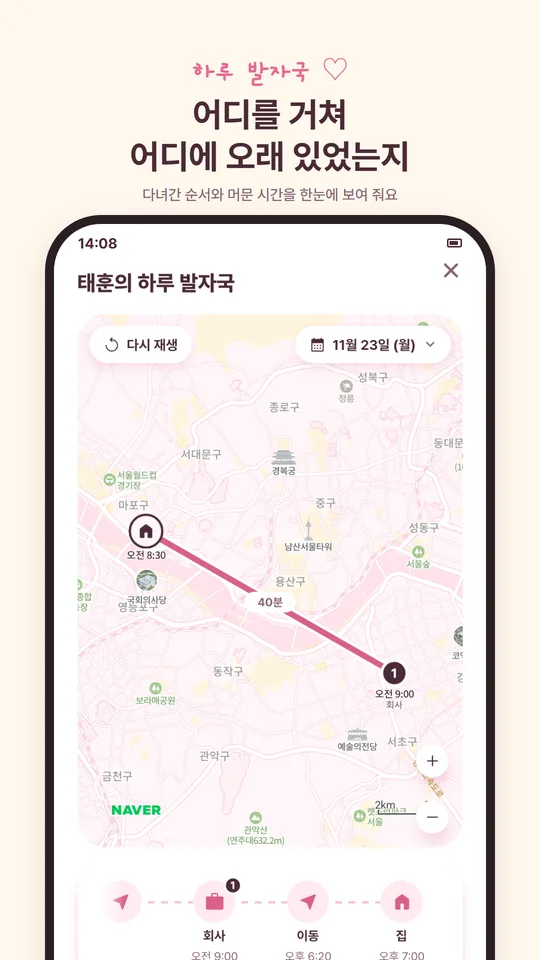 하루 발자국 ♡
어디를 거쳐
어디에 오래 있었는지
다녀간 순서와 머문 시간을 한눈에 보여 줘요
14:08
태훈의 하루 발자국
다시 재생
11월 23일 (월)
성북구
정릉
종로구
동대문
서대문구
경복궁
서울월드컵
경기장
마포구
중구
성동구
오전 8:30
남산서울타워
서울숲
국회의사당
용산구
종합
영등포구
40분
동작구
1
오전 9:00
회사
보라매공원
예술의전당
서초구
관악구
금천구
2km
NAVER
서울
관악산
(연주대632.2m)
1
회사
이동
집
오전 9:00
오후 6:20
오후 7:00